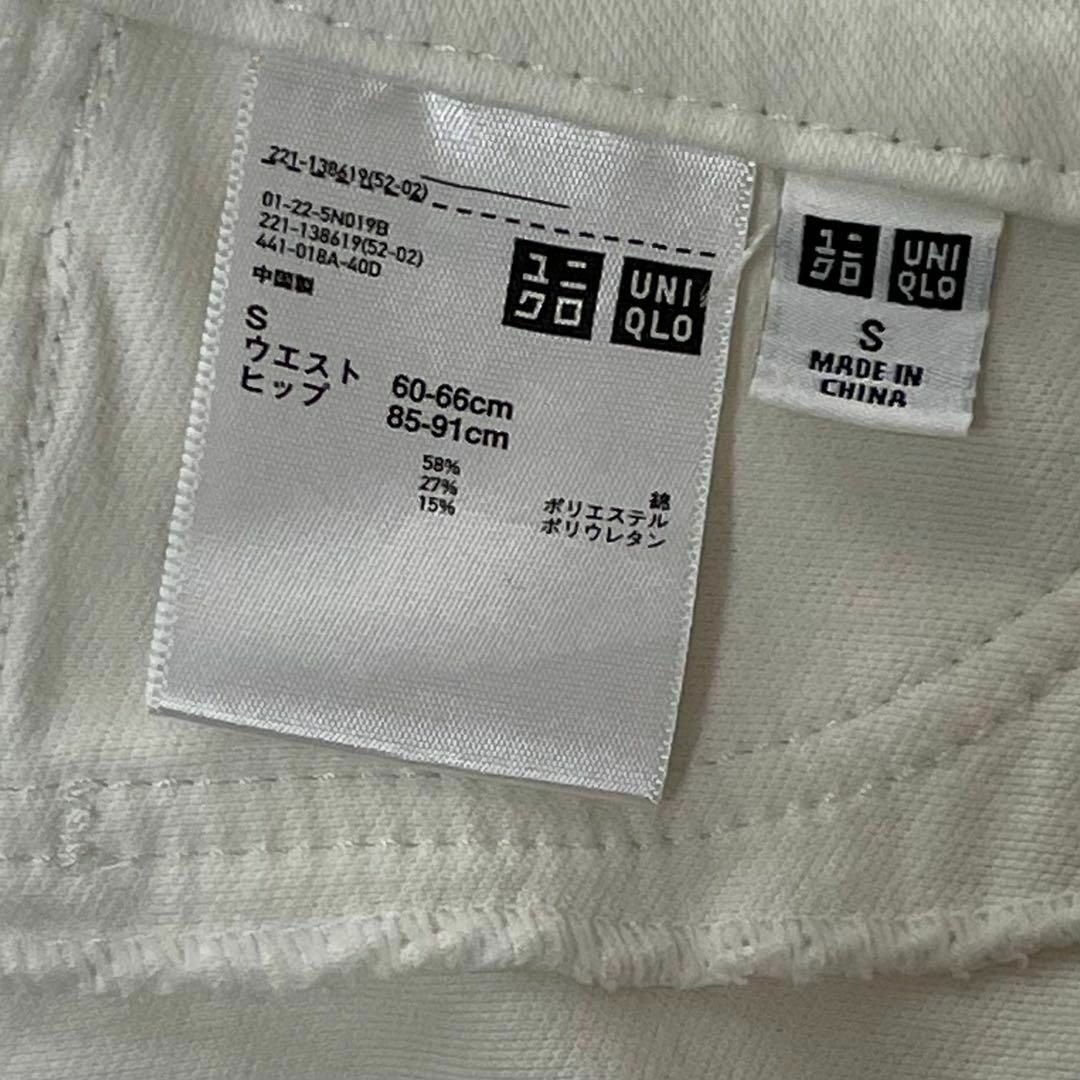 221-138619(52-02)
01-22-5N019B
221-138619(52-02)
441-018A-40D
中国製
ユニ
クロ
UNI
QLO
S
ウエスト 60-66cm
ヒップ 85-91cm
58% 綿
27% ポリエステル
15% ポリウレタン
ユニ
クロ
UNI
QLO
S
MADE IN
CHINA